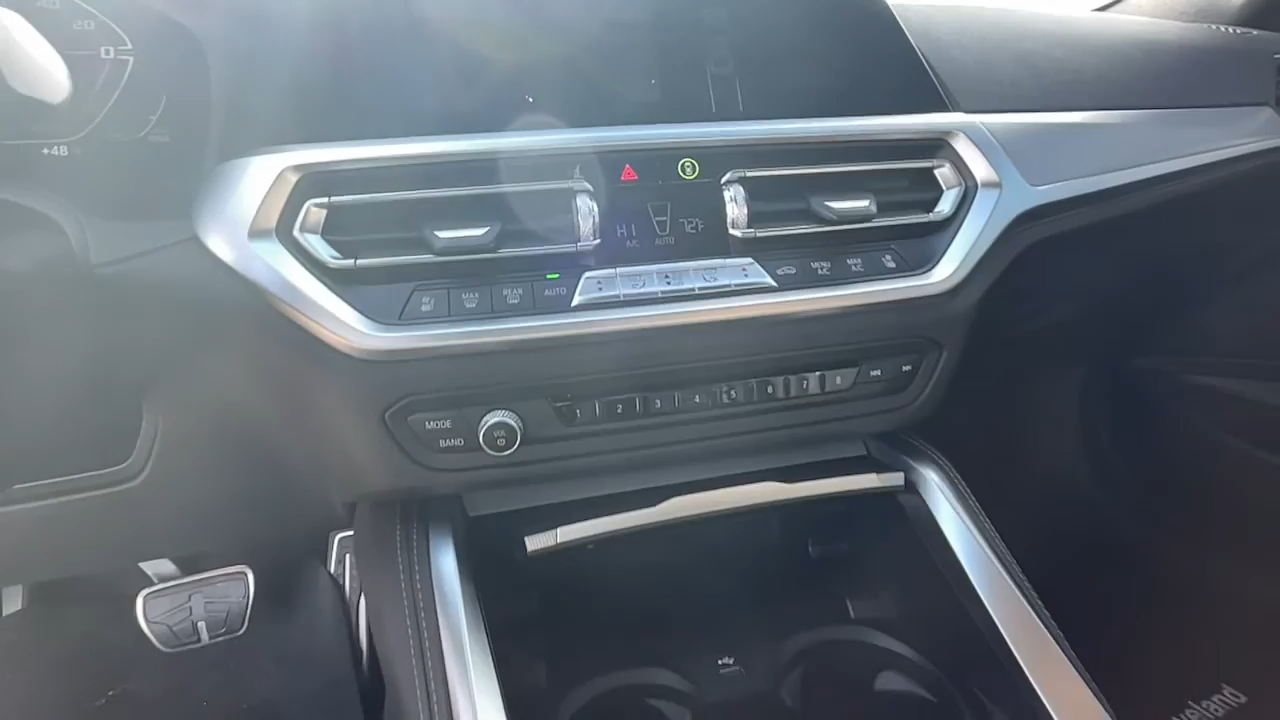 40
20
0
+48
HI
A/C
AUTO
72°F
MAX
REAR
AUTO
MENU
A/C
MAX
A/C
MODE
BAND
VOL
1
2
3
4
5
6
7
8